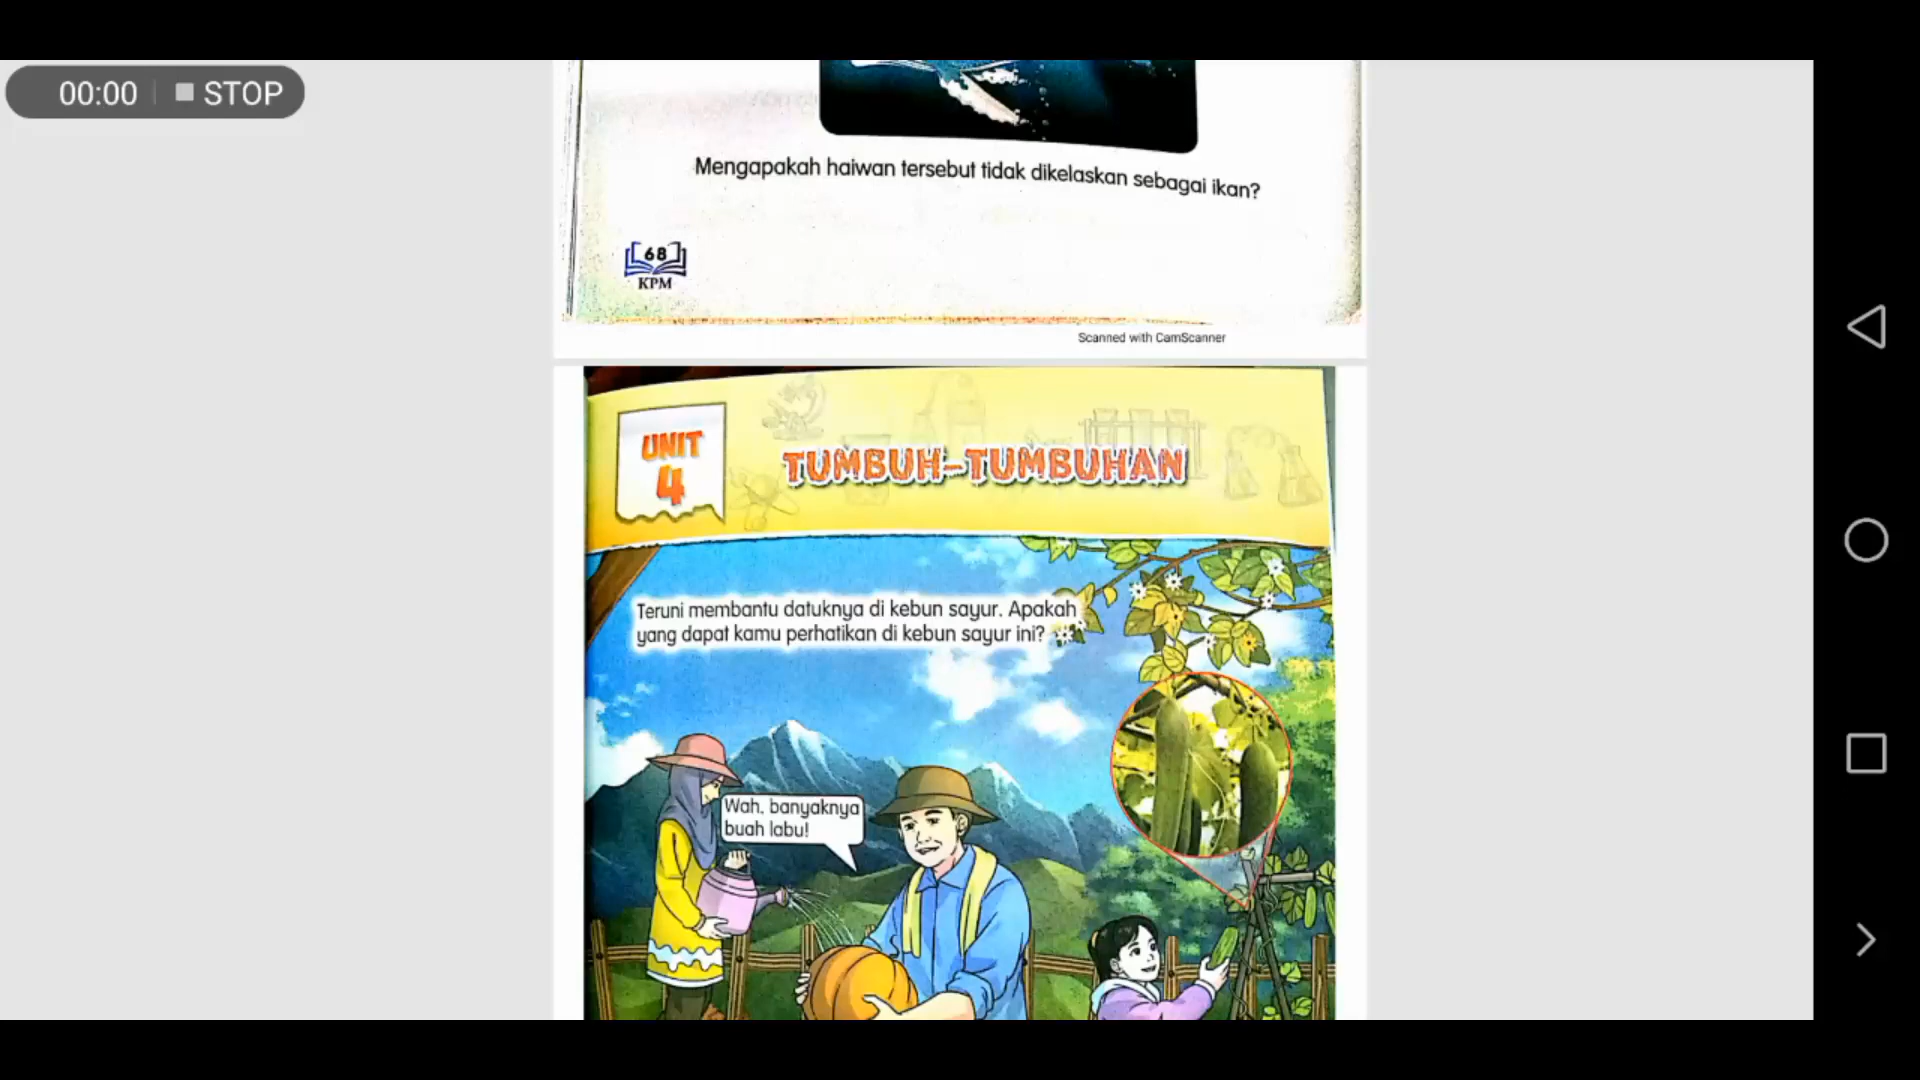 00:00 STOP
Mengapakah haiwan tersebut tidak dikelaskan sebagai ikan?
68
KPM
Scanned with CamScanner
UNIT
4
TUMBUH-TUMBUHAN
Teruni membantu datuknya di kebun sayur. Apakah
yang dapat kamu perhatikan di kebun sayur ini?
Wah, banyaknya
buah labu!